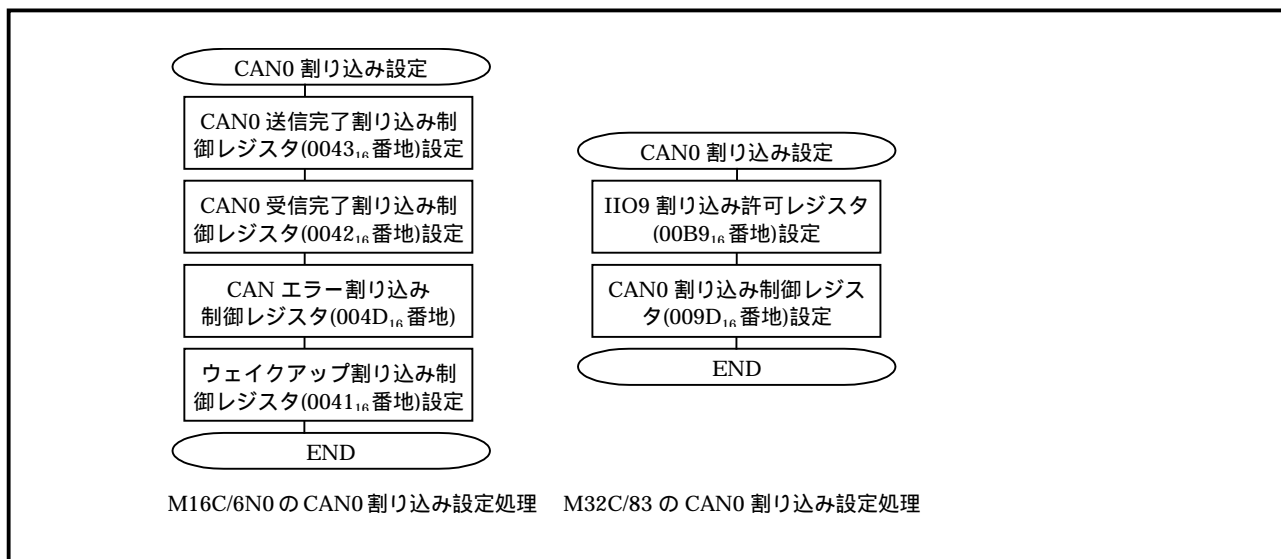 CAN0 割り込み設定
CAN0 送信完了割り込み制
御レジスタ(0043₁₆番地)設定
CAN0 受信完了割り込み制
御レジスタ(0042₁₆番地)設定
CAN エラー割り込み
制御レジスタ(004D₁₆番地)
ウェイクアップ割り込み制
御レジスタ(0041₁₆番地)設定
END
M16C/6N0 の CAN0 割り込み設定処理
CAN0 割り込み設定
IIO9 割り込み許可レジスタ
(00B9₁₆番地)設定
CAN0 割り込み制御レジス
タ(009D₁₆番地)設定
END
M32C/83 の CAN0 割り込み設定処理